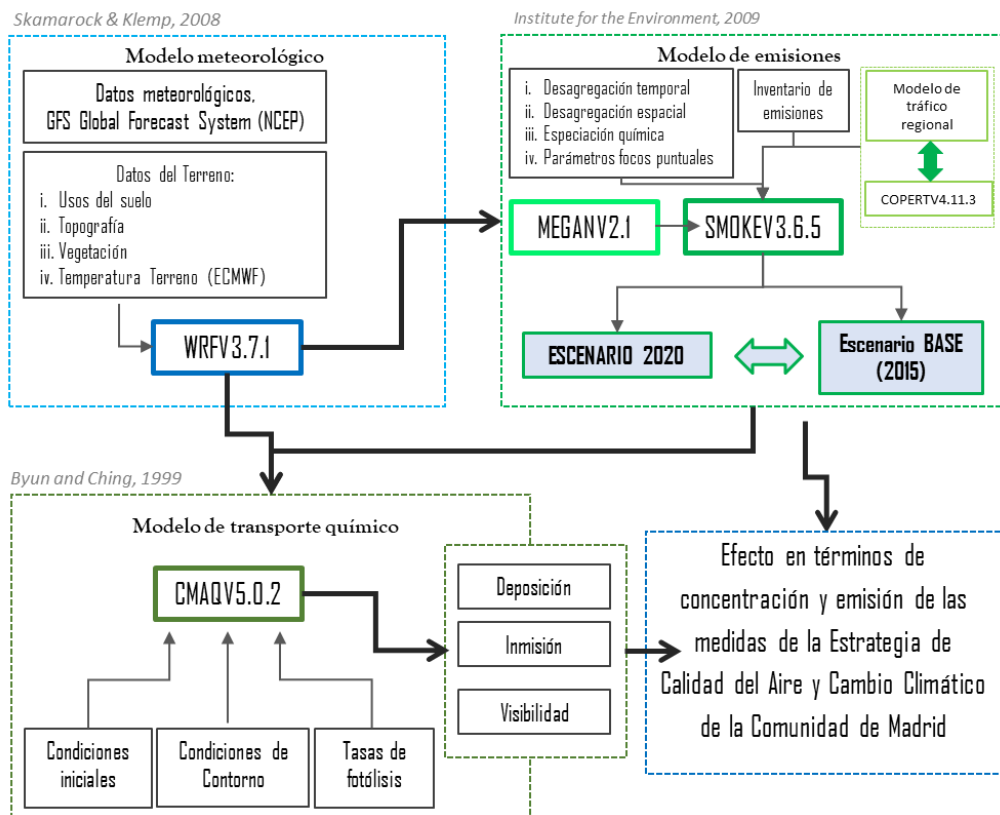 Skamarock & Klemp, 2008
Modelo meteorológico
Datos meteorológicos,
GFS Global Forecast System (NCEP)
Datos del Terreno:
i. Usos del suelo
ii. Topografía
iii. Vegetación
iv. Temperatura Terreno (ECMWF)
WRFV3.7.1
Institute for the Environment, 2009
Modelo de emisiones
i. Desagregación temporal
ii. Desagregación espacial
iii. Especiación química
iv. Parámetros focos puntuales
Inventario de
emisiones
Modelo de
tráfico
regional
COPERTV4.11.3
MEGANV2.1
SMOKEV3.6.5
ESCENARIO 2020
Escenario BASE
(2015)
Byun and Ching, 1999
Modelo de transporte químico
CMAQV5.0.2
Condiciones
iniciales
Condiciones de
Contorno
Tasas de
fotólisis
Deposición
Inmisión
Visibilidad
Efecto en términos de
concentración y emisión de las
medidas de la Estrategia de
Calidad del Aire y Cambio Climático
de la Comunidad de Madrid